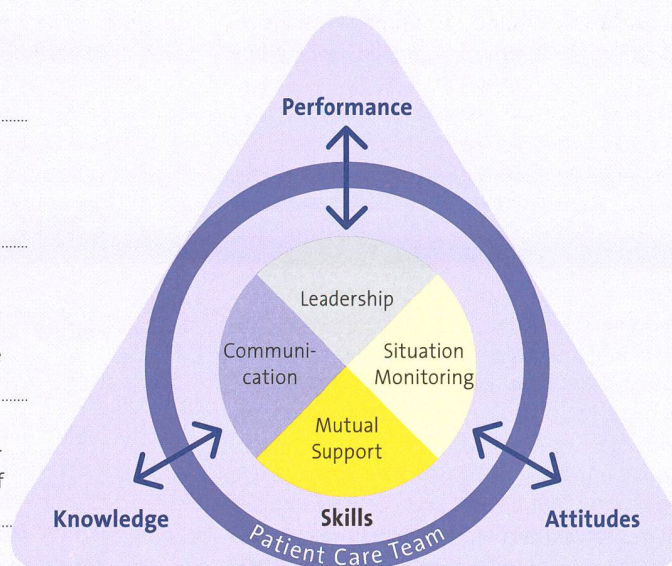 Performance
Leadership
Communi-
cation
Situation
Monitoring
Mutual
Support
Knowledge
Skills
Attitudes
Patient Care Team